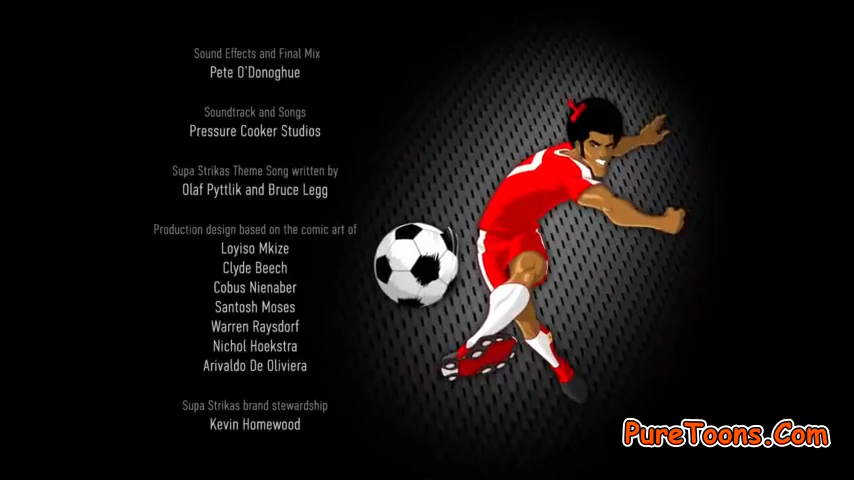 Sound Effects and Final Mix
Pete O'Donoghue
Soundtrack and Songs
Pressure Cooker Studios
Supa Strikas Theme Song written by
Olaf Pyttlik and Bruce Legg
Production design based on the comic art of
Loyiso Mkize
Clyde Beech
Cobus Nienaber
Santosh Moses
Warren Raysdorf
Nichol Hoekstra
Arivaldo De Oliviera
Supa Strikas brand stewardship
Kevin Homewood
PureToons.Com